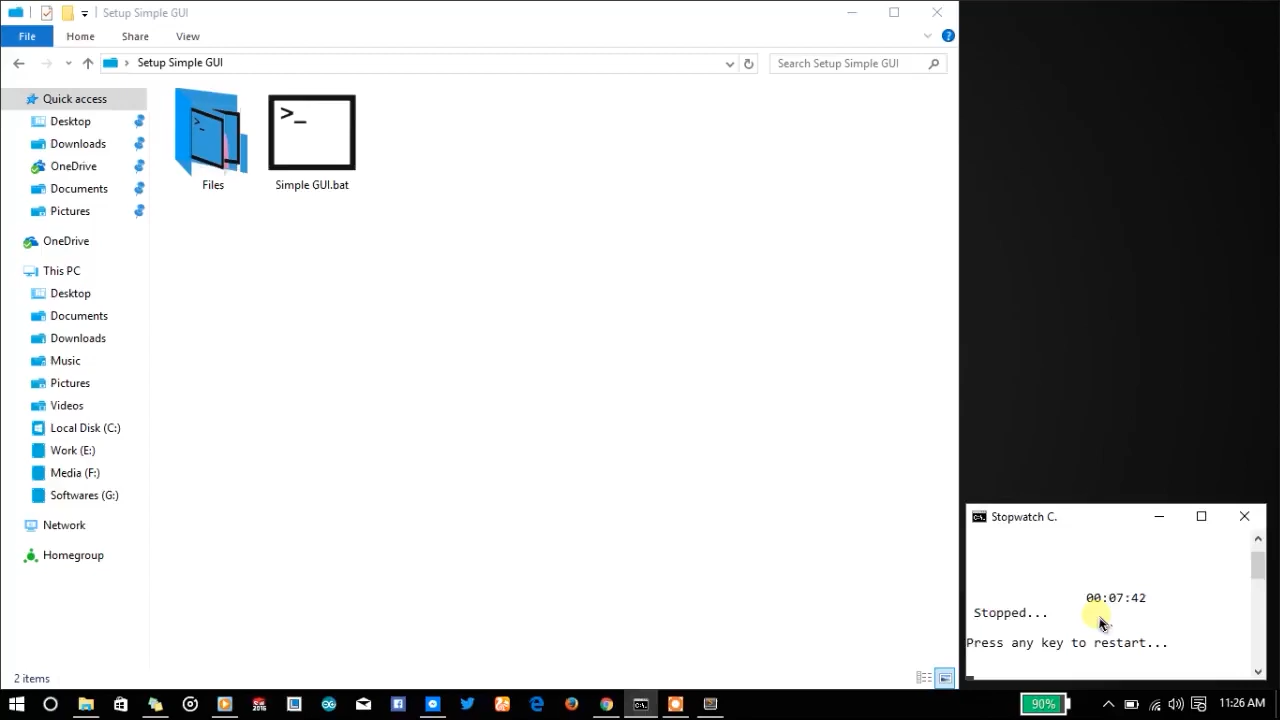 Setup Simple GUI
File Home Share View
Setup Simple GUI
Search Setup Simple GUI
Quick access
Desktop
Downloads
OneDrive
Documents
Pictures
OneDrive
This PC
Desktop
Documents
Downloads
Music
Pictures
Videos
Local Disk (C:)
Work (E:)
Media (F:)
Softwares (G:)
Network
Homegroup
Files
>_
Simple GUI.bat
2 items
Stopwatch C.
00:07:42
Stopped...
Press any key to restart...
90%
11:26 AM